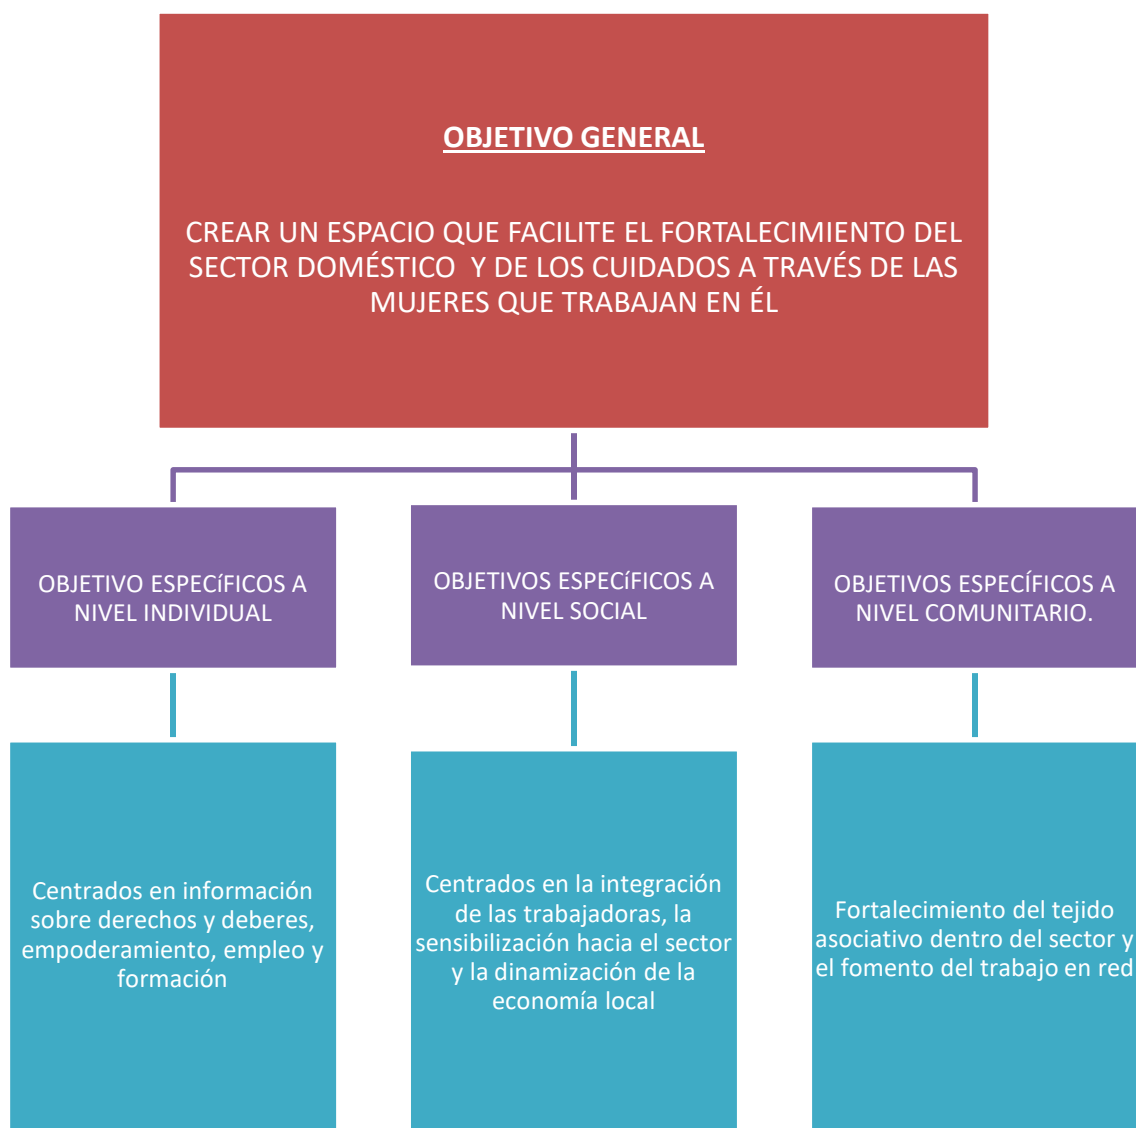 OBJETIVO GENERAL
CREAR UN ESPACIO QUE FACILITE EL FORTALECIMIENTO DEL
SECTOR DOMÉSTICO  Y DE LOS CUIDADOS A TRAVÉS DE LAS
MUJERES QUE TRABAJAN EN ÉL
OBJETIVO ESPECíFICOS A
NIVEL INDIVIDUAL
OBJETIVOS ESPECíFICOS A
NIVEL SOCIAL
OBJETIVOS ESPECÍFICOS A
NIVEL COMUNITARIO.
Centrados en información
sobre derechos y deberes,
empoderamiento, empleo y
formación
Centrados en la integración
de las trabajadoras, la
sensibilización hacia el sector
y la dinamización de la
economía local
Fortalecimiento del tejido
asociativo dentro del sector y
el fomento del trabajo en red